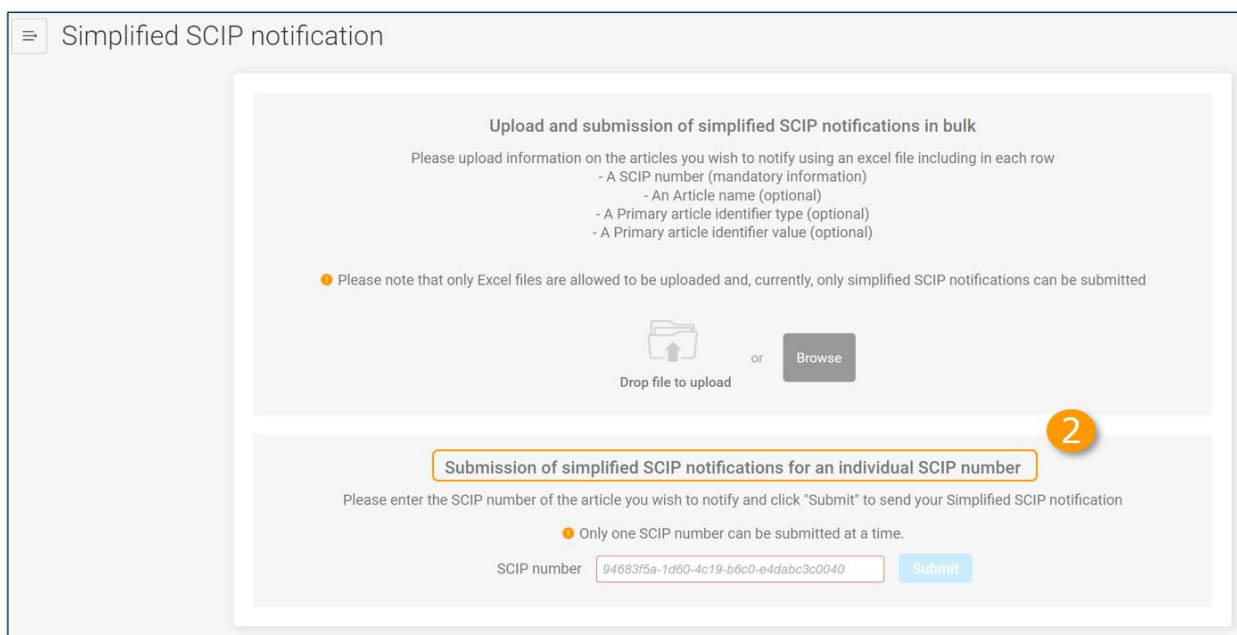 Simplified SCIP notification
Upload and submission of simplified SCIP notifications in bulk
Please upload information on the articles you wish to notify using an excel file including in each row
- A SCIP number (mandatory information)
- An Article name (optional)
- A Primary article identifier type (optional)
- A Primary article identifier value (optional)
Please note that only Excel files are allowed to be uploaded and, currently, only simplified SCIP notifications can be submitted
or
Browse
Drop file to upload
2
Submission of simplified SCIP notifications for an individual SCIP number
Please enter the SCIP number of the article you wish to notify and click "Submit" to send your Simplified SCIP notification
Only one SCIP number can be submitted at a time.
SCIP number 94683f5a-1d60-4c19-b6c0-e4dabc3c0040 Submit